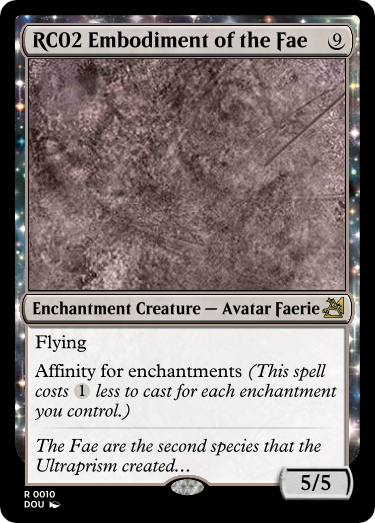 RC02 Embodiment of the Fae 9
Enchantment Creature — Avatar Faerie
Flying
Affinity for enchantments (This spell
costs 1 less to cast for each enchantment
you control.)
The Fae are the second species that the
Ultraprism created...
5/5
R 0010
DOU